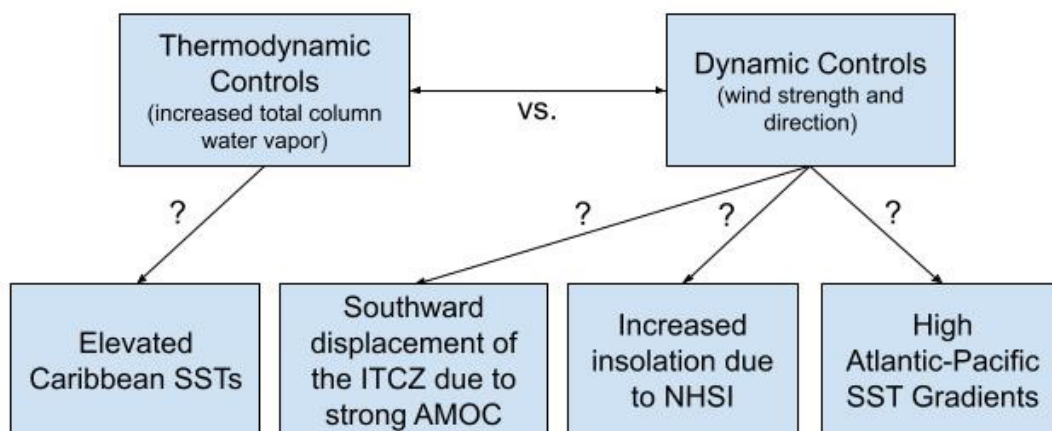 Thermodynamic
Controls
(increased total column
water vapor)
vs.
Dynamic Controls
(wind strength and
direction)
?
?
?
?
Elevated
Caribbean SSTs
Southward
displacement of
the ITCZ due to
strong AMOC
Increased
insolation due
to NHSI
High
Atlantic-Pacific
SST Gradients